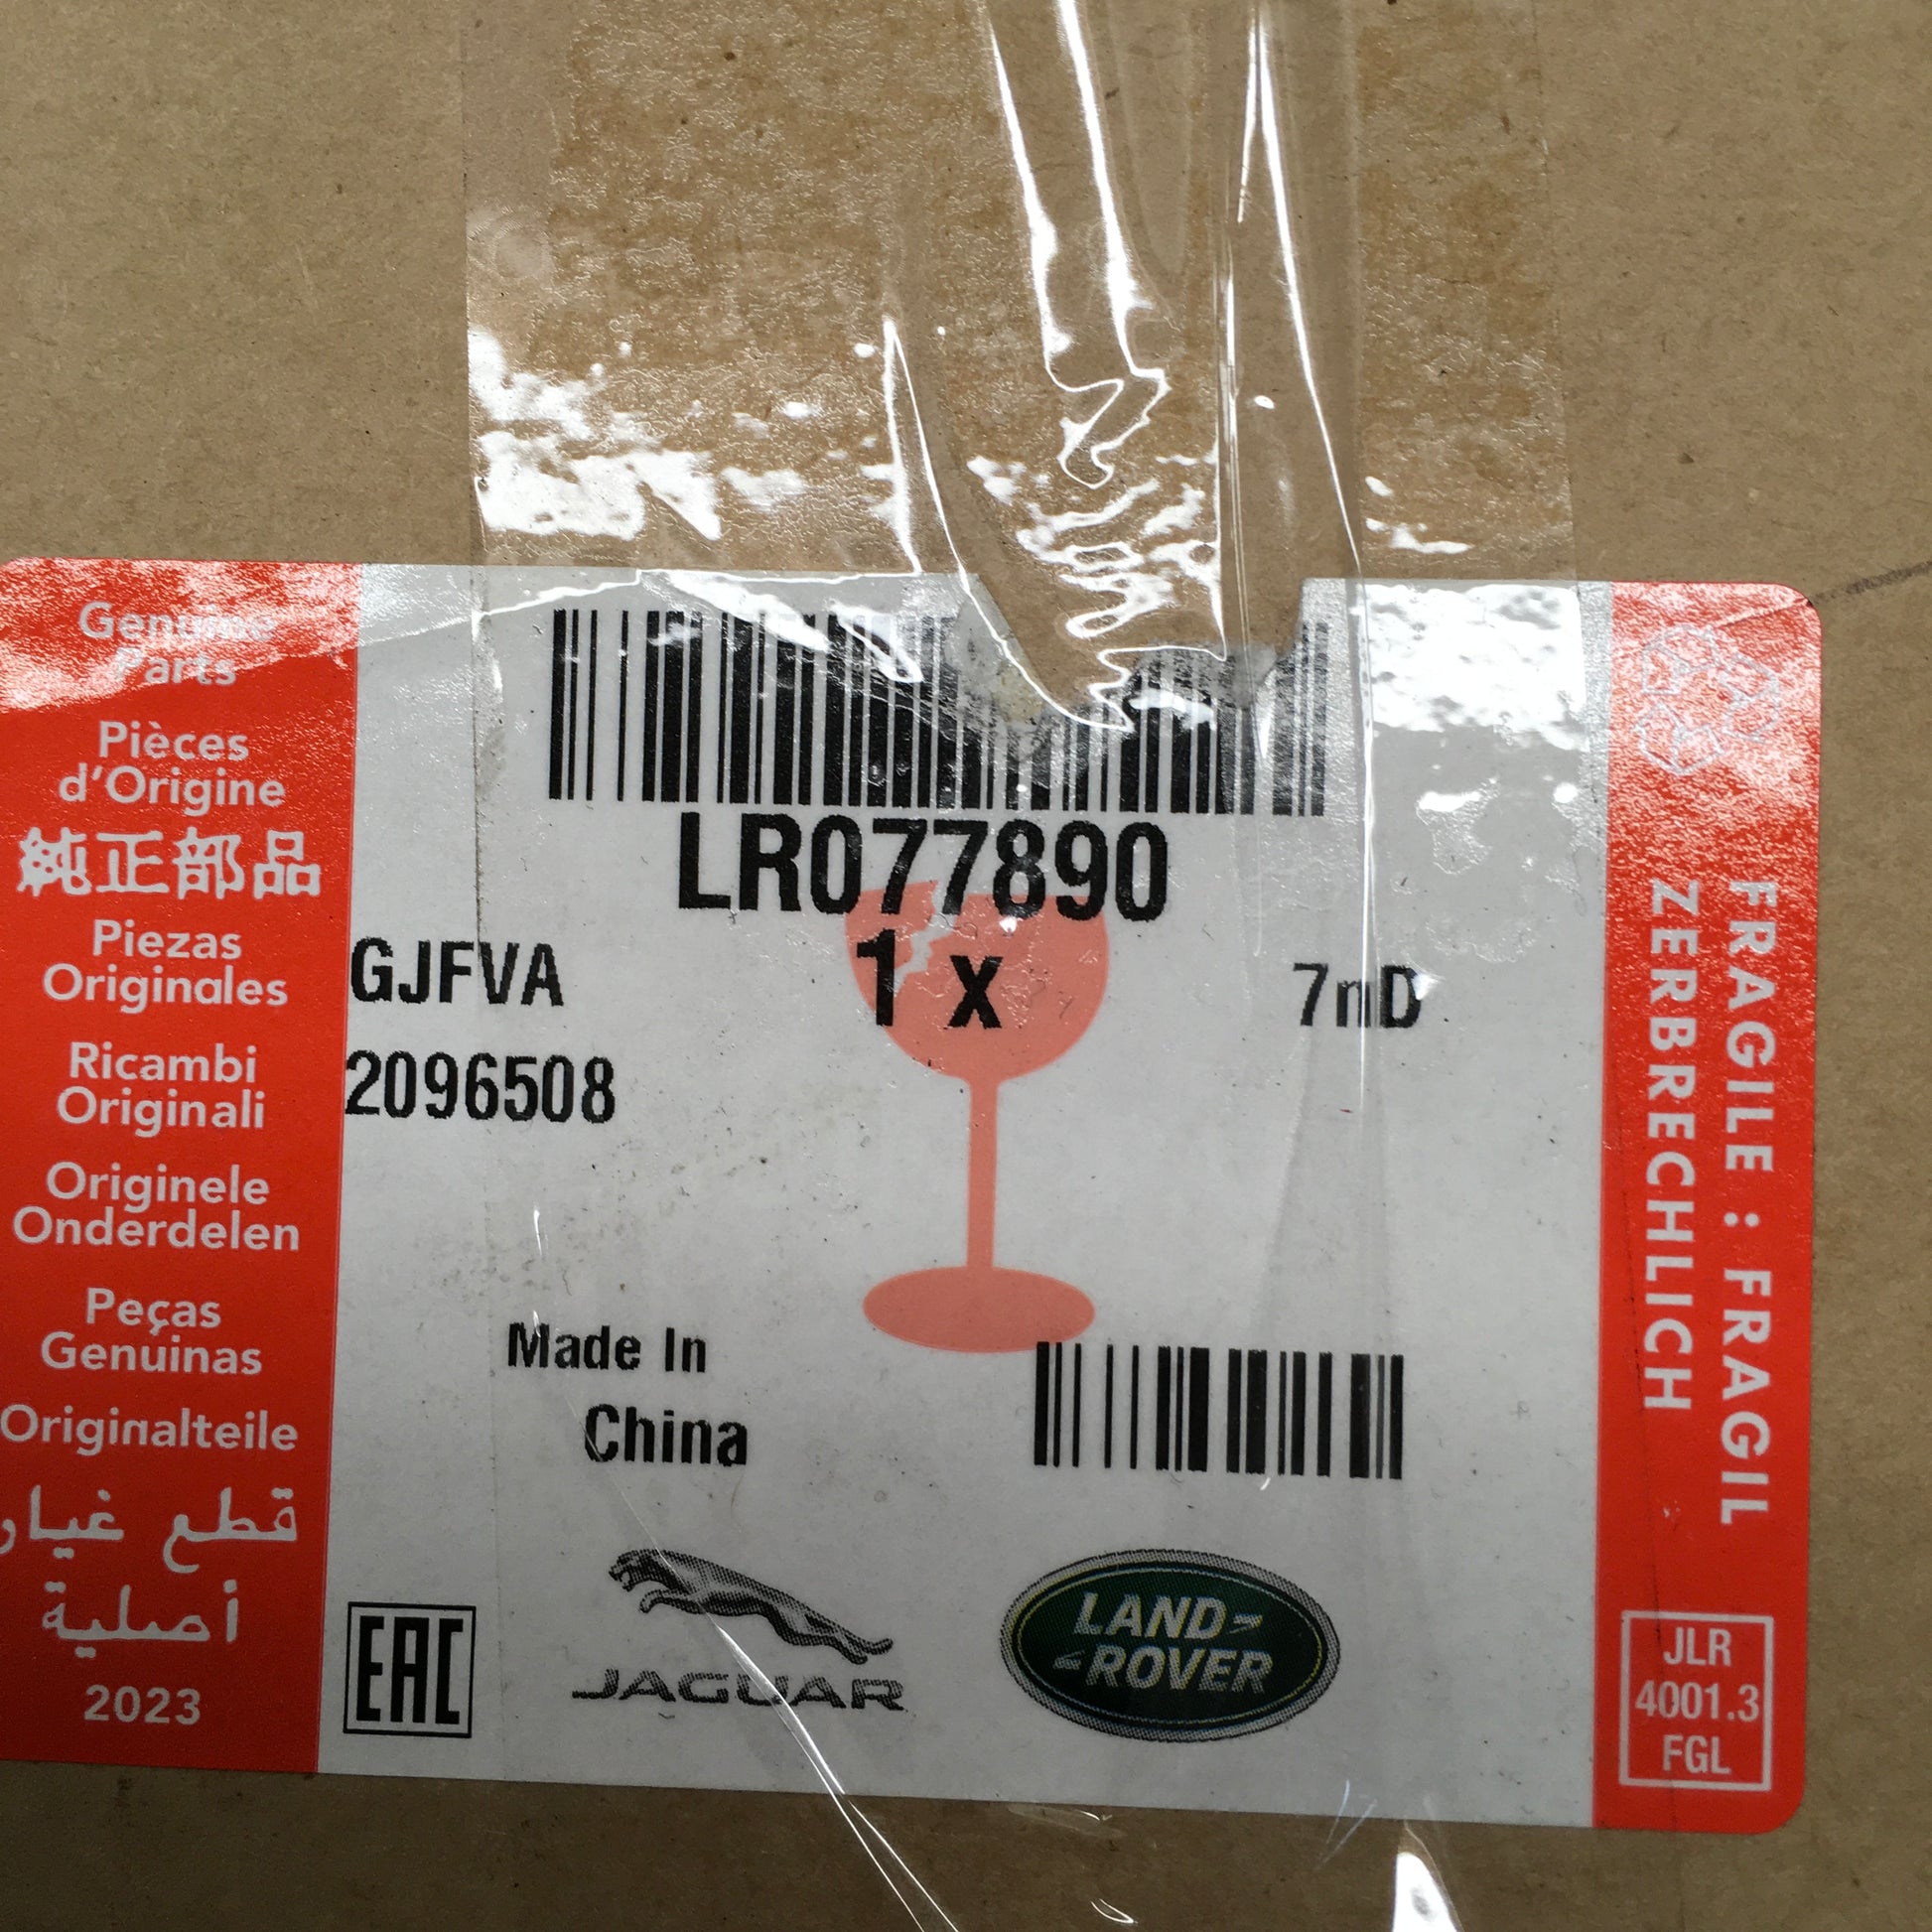 Genuine
Parts
Pièces
d'Origine
純正部品
Piezas
Originales
Ricambi
Originali
Originele
Onderdelen
Peças
Genuinas
Originalteile
قطع غيار
أصلية
2023
LR077890
GJFVA
1 x
7nD
2096508
Made In
China
EAC
JAGUAR
LAND
ROVER
FRAGILE : FRAGIL
ZERBRECHLICH
JLR
4001.3
FGL